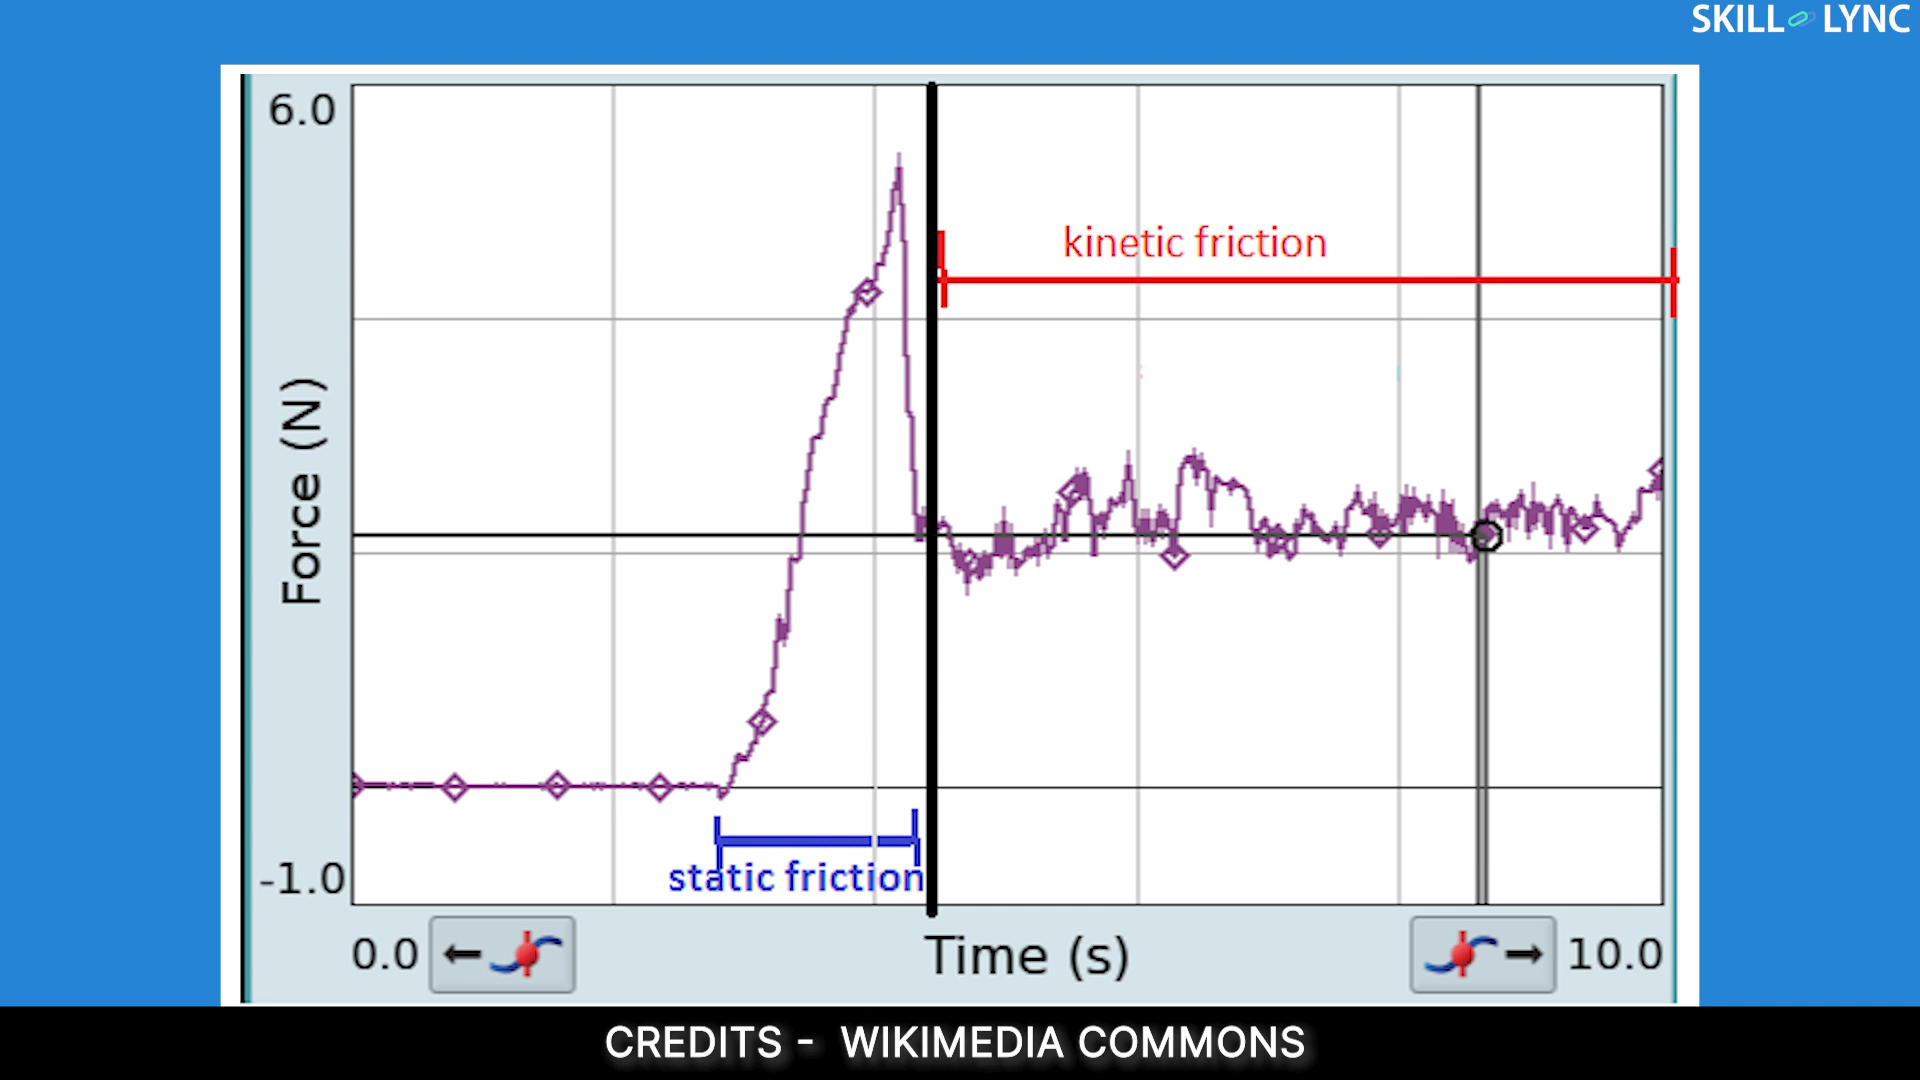 SKILL LYNC
6.0
kinetic friction
Force (N)
static friction
-1.0
0.0
Time (s)
10.0
CREDITS - WIKIMEDIA COMMONS